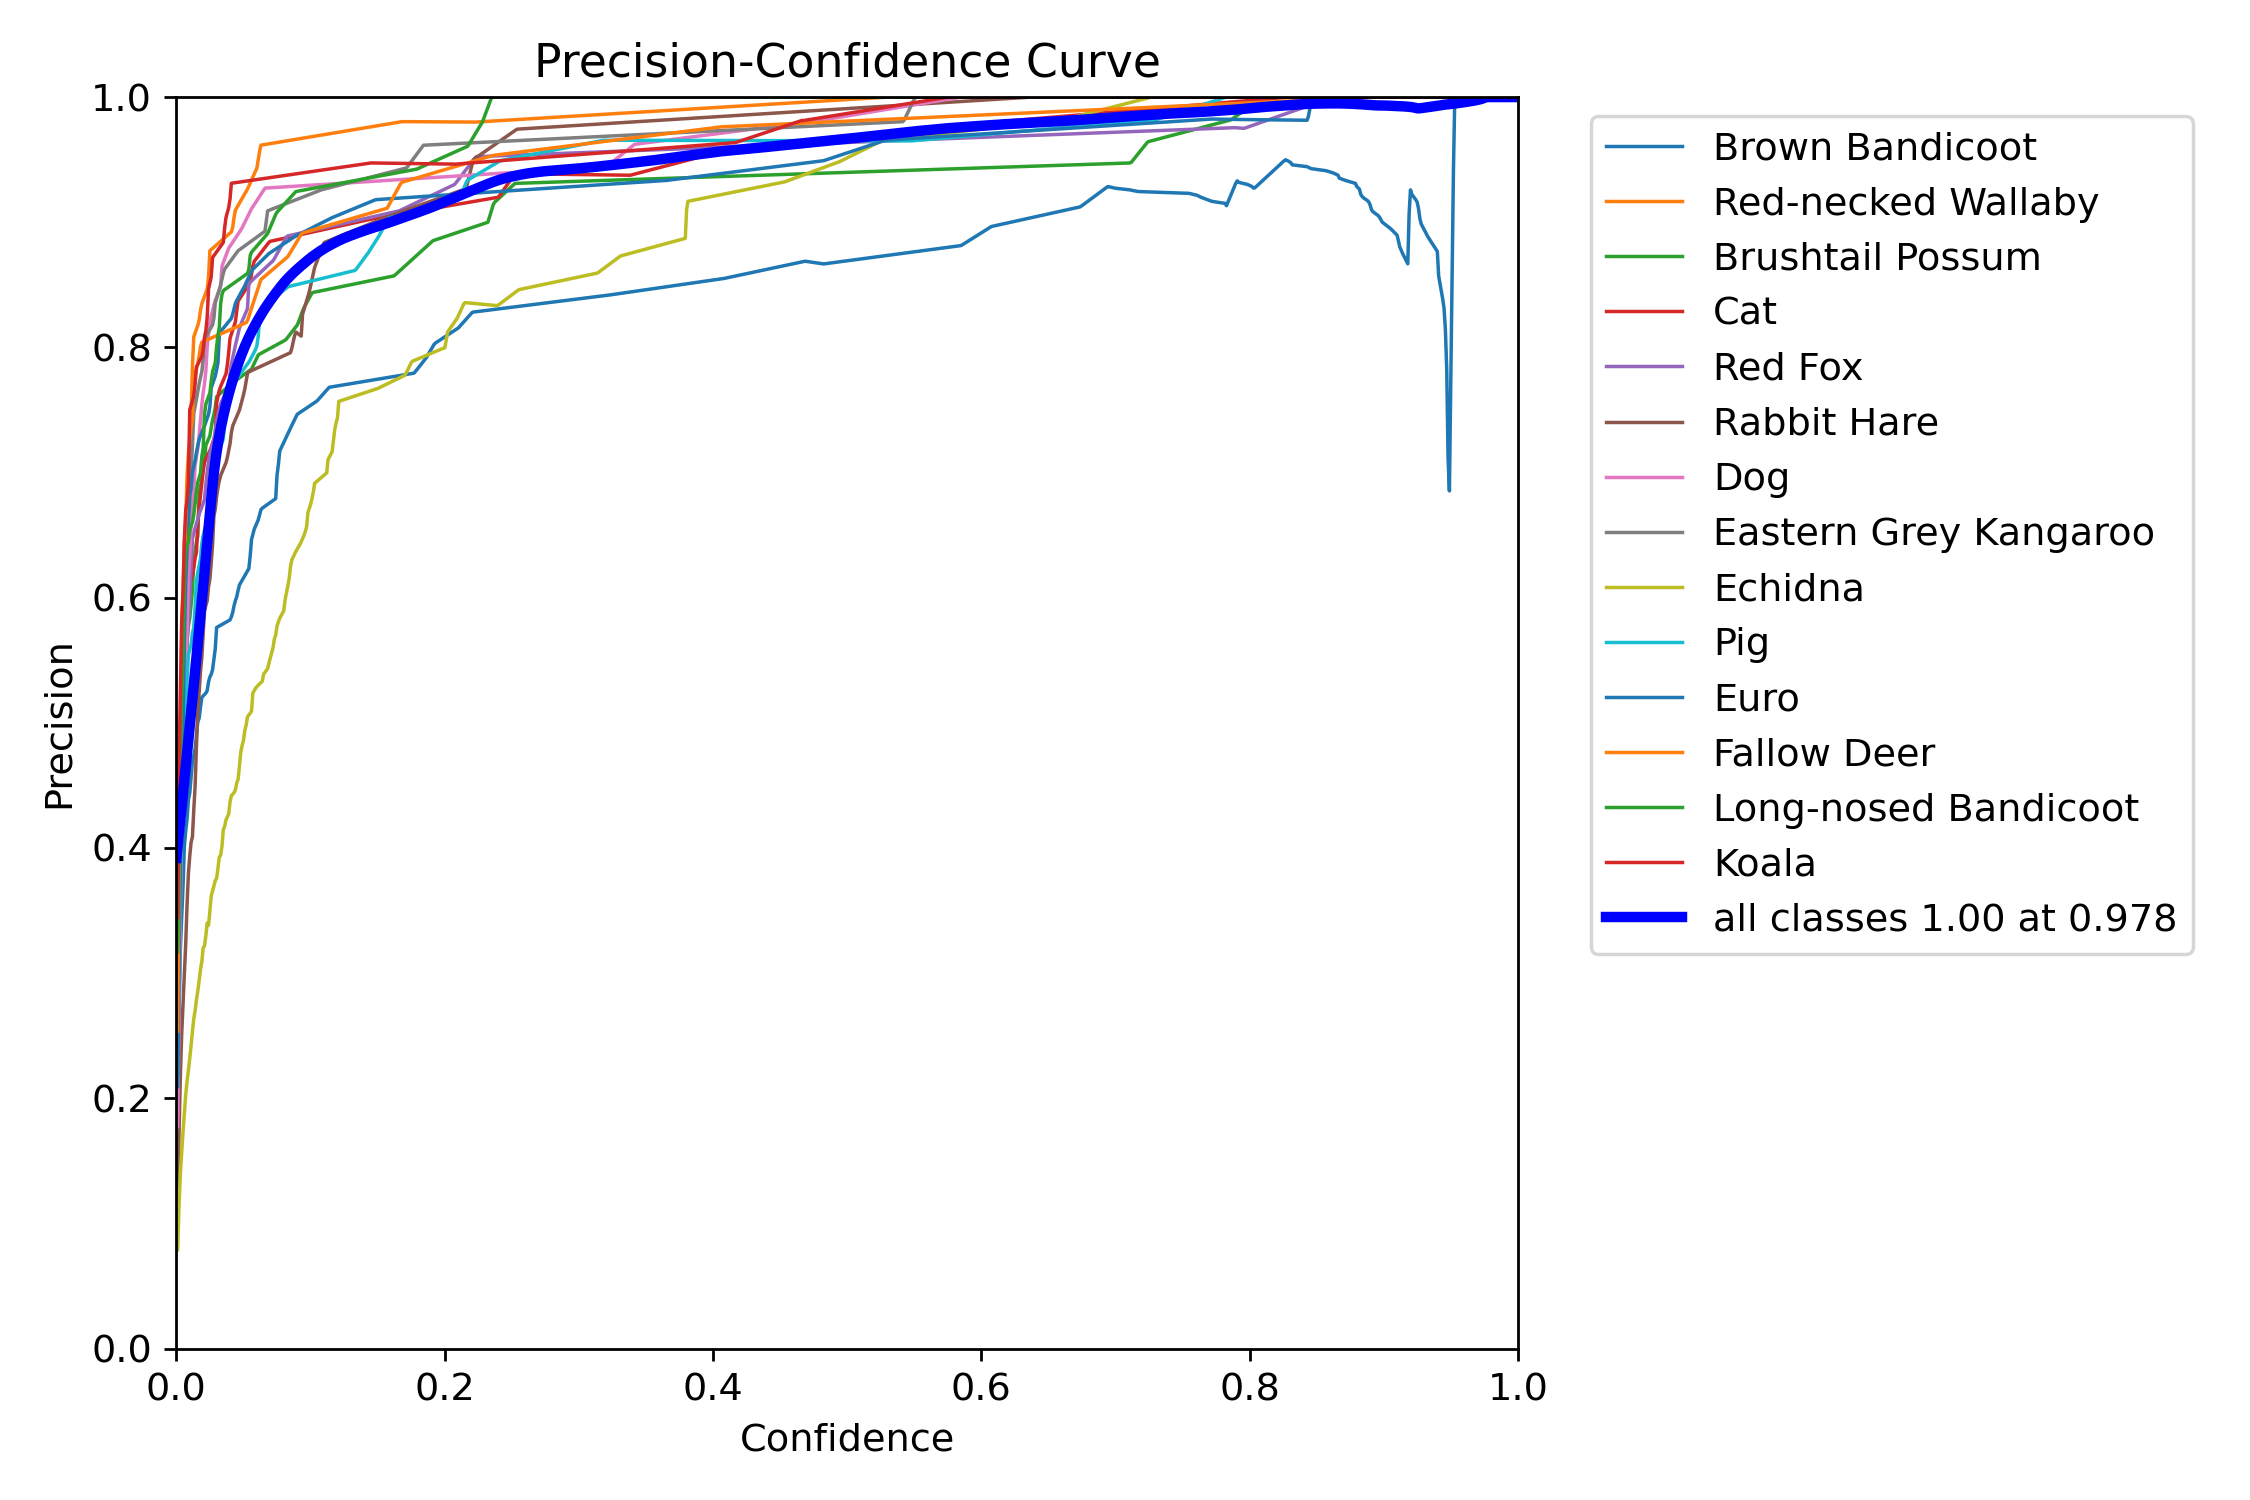 Precision-Confidence Curve
1.0
0.8
0.6
0.4
0.2
0.0
Precision
0.0 0.2 0.4 0.6 0.8 1.0
Confidence
Brown Bandicoot
Red-necked Wallaby
Brushtail Possum
Cat
Red Fox
Rabbit Hare
Dog
Eastern Grey Kangaroo
Echidna
Pig
Euro
Fallow Deer
Long-nosed Bandicoot
Koala
all classes 1.00 at 0.978